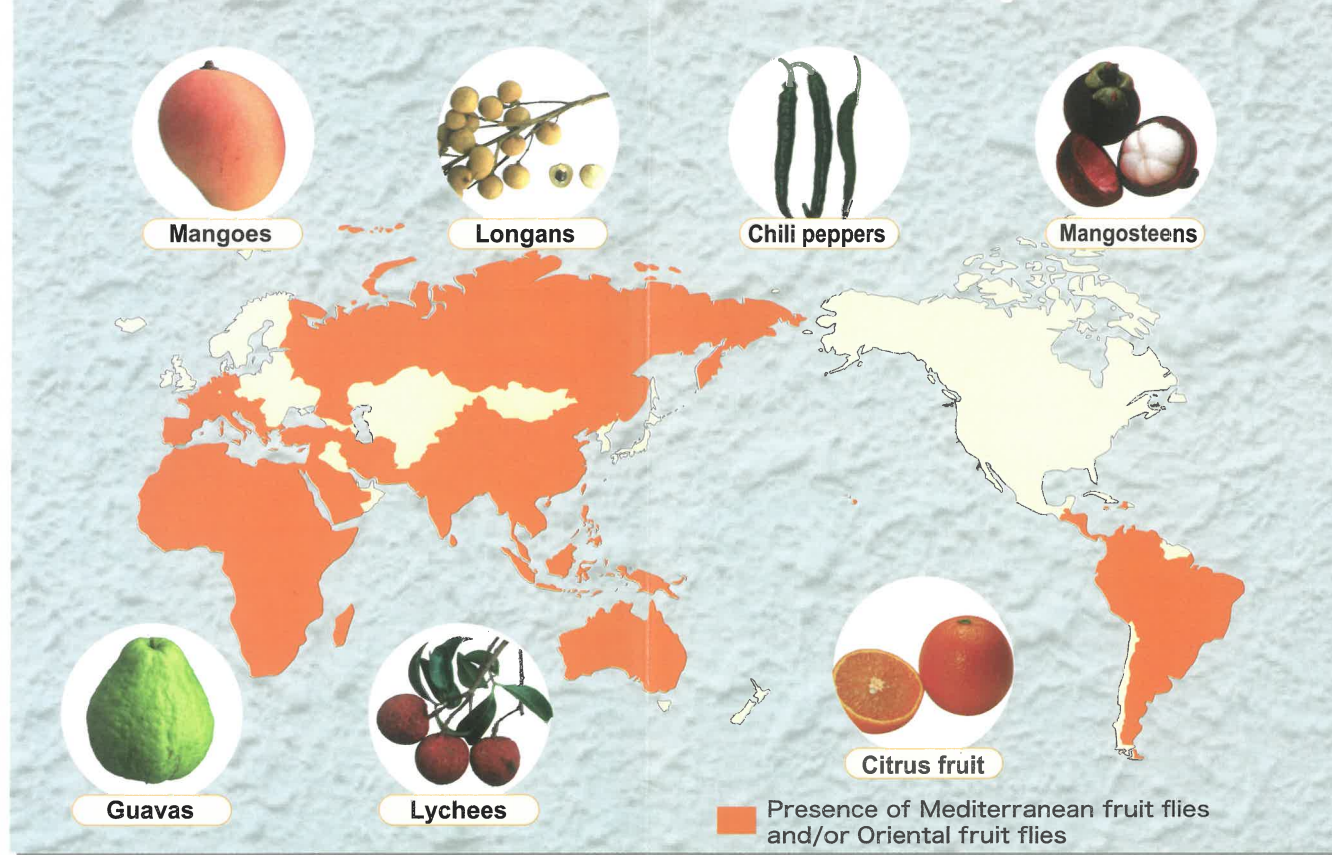 Mangoes
Longans
Chili peppers
Mangosteens
Guavas
Lychees
Citrus fruit
Presence of Mediterranean fruit flies
and/or Oriental fruit flies